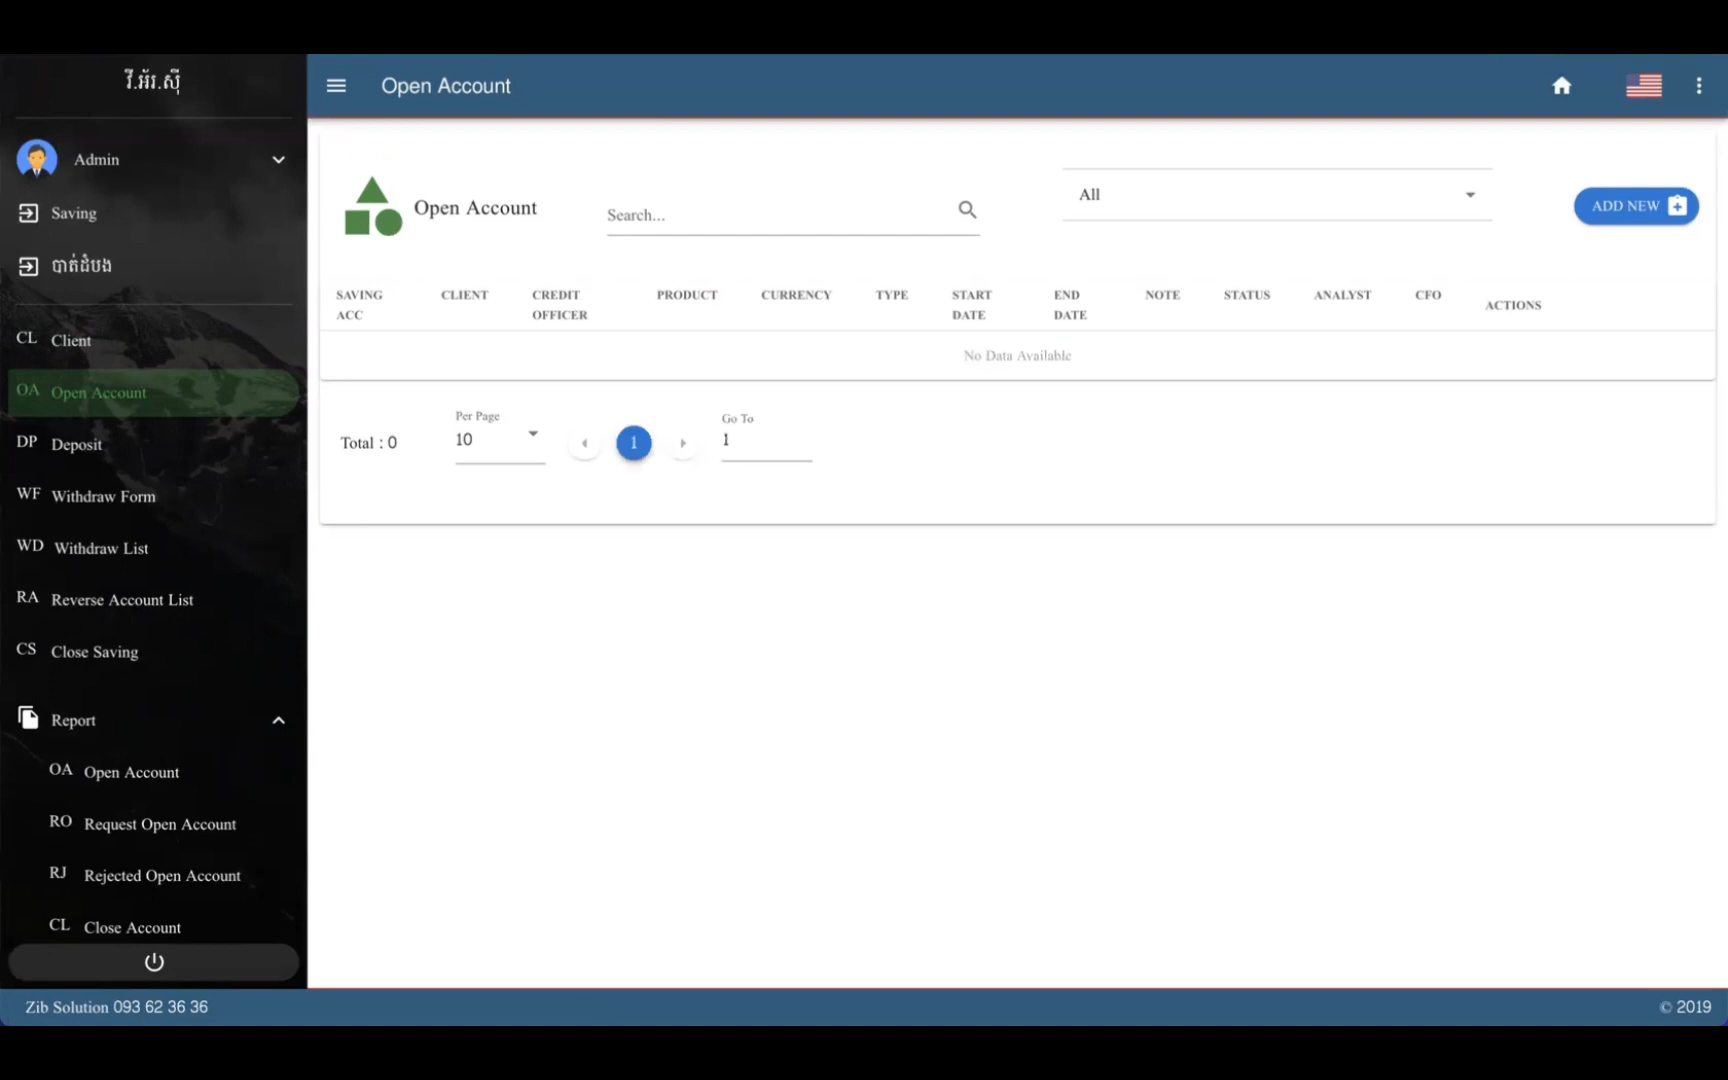 វី.អ័រ.ស៊ី
Open Account
Admin
Saving
បាត់ដំបង
CL Client
OA Open Account
DP Deposit
WF Withdraw Form
WD Withdraw List
RA Reverse Account List
CS Close Saving
Report
OA Open Account
RO Request Open Account
RJ Rejected Open Account
CL Close Account
Open Account
Search...
All
ADD NEW
SAVING ACC CLIENT CREDIT OFFICER PRODUCT CURRENCY TYPE START DATE END DATE NOTE STATUS ANALYST CFO ACTIONS
No Data Available
Total : 0
Per Page
10
1
Go To
1
Zib Solution 093 62 36 36
© 2019